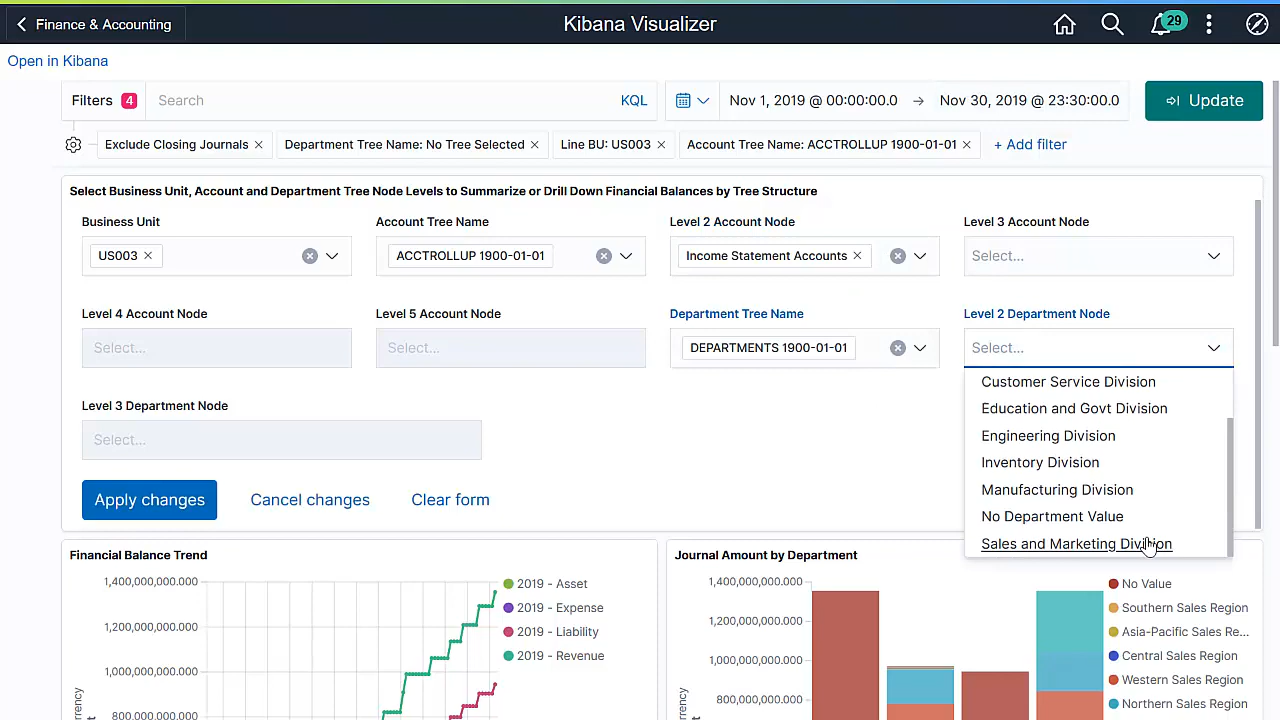 Finance & Accounting
Kibana Visualizer
29
Open in Kibana
Filters 4
Search
KQL
Nov 1, 2019 @ 00:00:00.0 → Nov 30, 2019 @ 23:30:00.0
Update
Exclude Closing Journals ×
Department Tree Name: No Tree Selected ×
Line BU: US003 ×
Account Tree Name: ACCTROLLUP 1900-01-01 ×
+ Add filter
Select Business Unit, Account and Department Tree Node Levels to Summarize or Drill Down Financial Balances by Tree Structure
Business Unit
Account Tree Name
Level 2 Account Node
Level 3 Account Node
US003 ×
ACCTROLLUP 1900-01-01
Income Statement Accounts ×
Select...
Level 4 Account Node
Level 5 Account Node
Department Tree Name
Level 2 Department Node
Select...
Select...
DEPARTMENTS 1900-01-01
Select...
Customer Service Division
Education and Govt Division
Engineering Division
Inventory Division
Manufacturing Division
No Department Value
Sales and Marketing Division
Level 3 Department Node
Select...
Apply changes
Cancel changes
Clear form
Financial Balance Trend
1,400,000,000.000
1,200,000,000.000
1,000,000,000.000
800,000,000.000
2019 - Asset
2019 - Expense
2019 - Liability
2019 - Revenue
Journal Amount by Department
1,400,000,000.000
1,200,000,000.000
1,000,000,000.000
800,000,000.000
No Value
Southern Sales Region
Asia-Pacific Sales Re...
Central Sales Region
Western Sales Region
Northern Sales Region